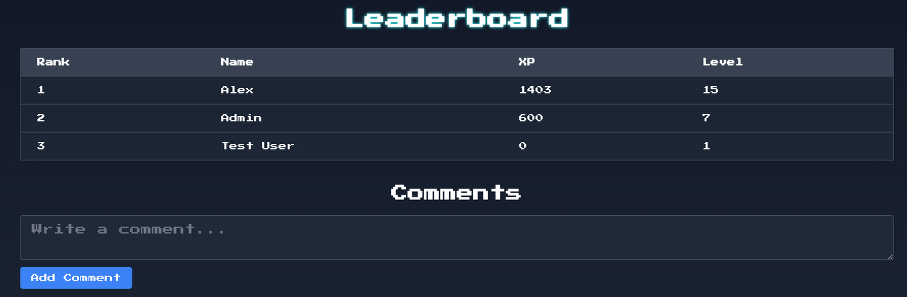 Leaderboard
Rank Name XP Level
1 Alex 1403 15
2 Admin 600 7
3 Test User 0 1
Comments
Write a comment...
Add Comment